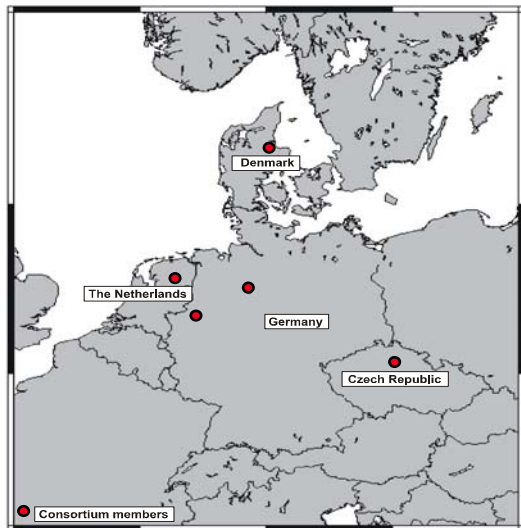 Denmark
The Netherlands
Germany
Czech Republic
Consortium members